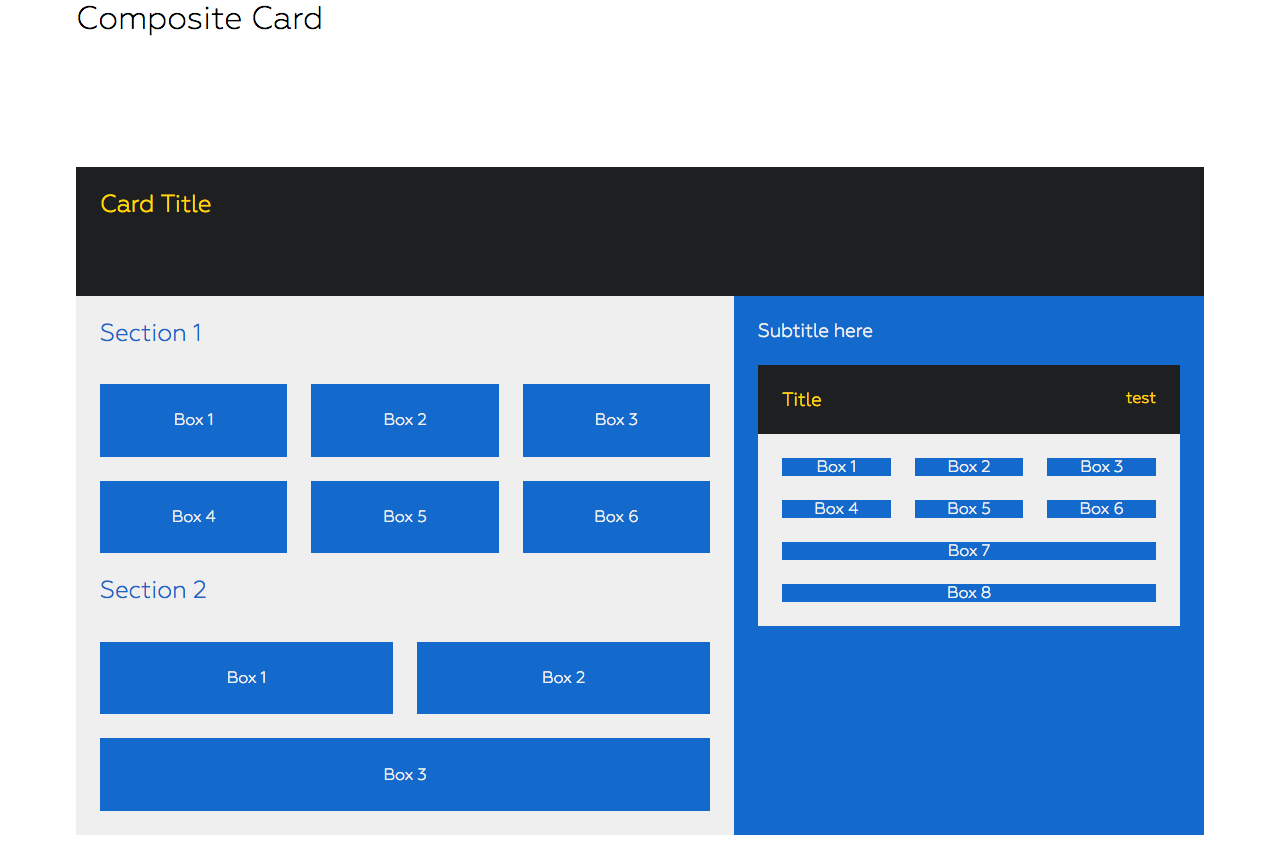 Composite Card
Card Title
Section 1
Box 1 Box 2 Box 3
Box 4 Box 5 Box 6
Section 2
Box 1 Box 2
Box 3
Subtitle here
Title test
Box 1 Box 2 Box 3
Box 4 Box 5 Box 6
Box 7
Box 8